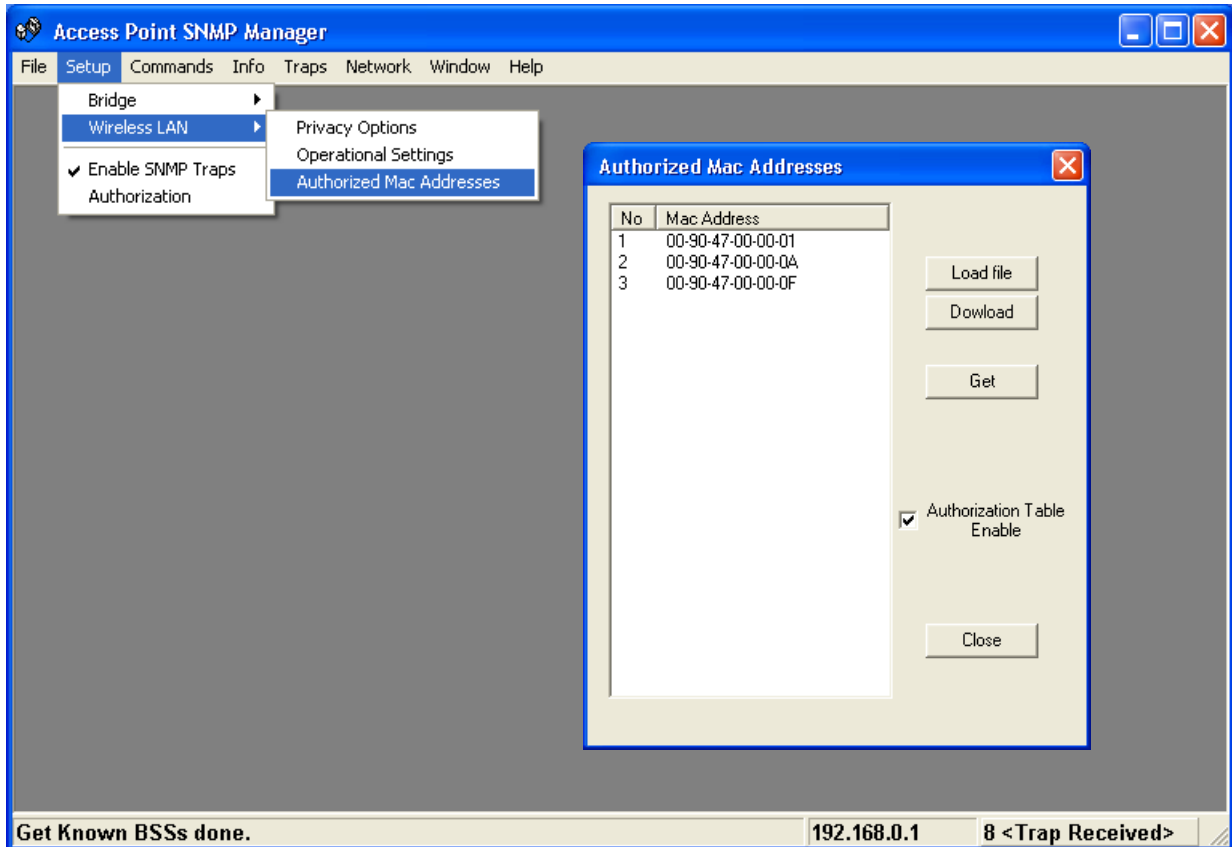 Access Point SNMP Manager
File Setup Commands Info Traps Network Window Help
Bridge
Wireless LAN
Enable SNMP Traps
Authorization
Privacy Options
Operational Settings
Authorized Mac Addresses
Authorized Mac Addresses
No Mac Address
1 00-90-47-00-00-01
2 00-90-47-00-00-0A
3 00-90-47-00-00-0F
Load file
Dowload
Get
Authorization Table
Enable
Close
Get Known BSSs done. 192.168.0.1 8 <Trap Received>